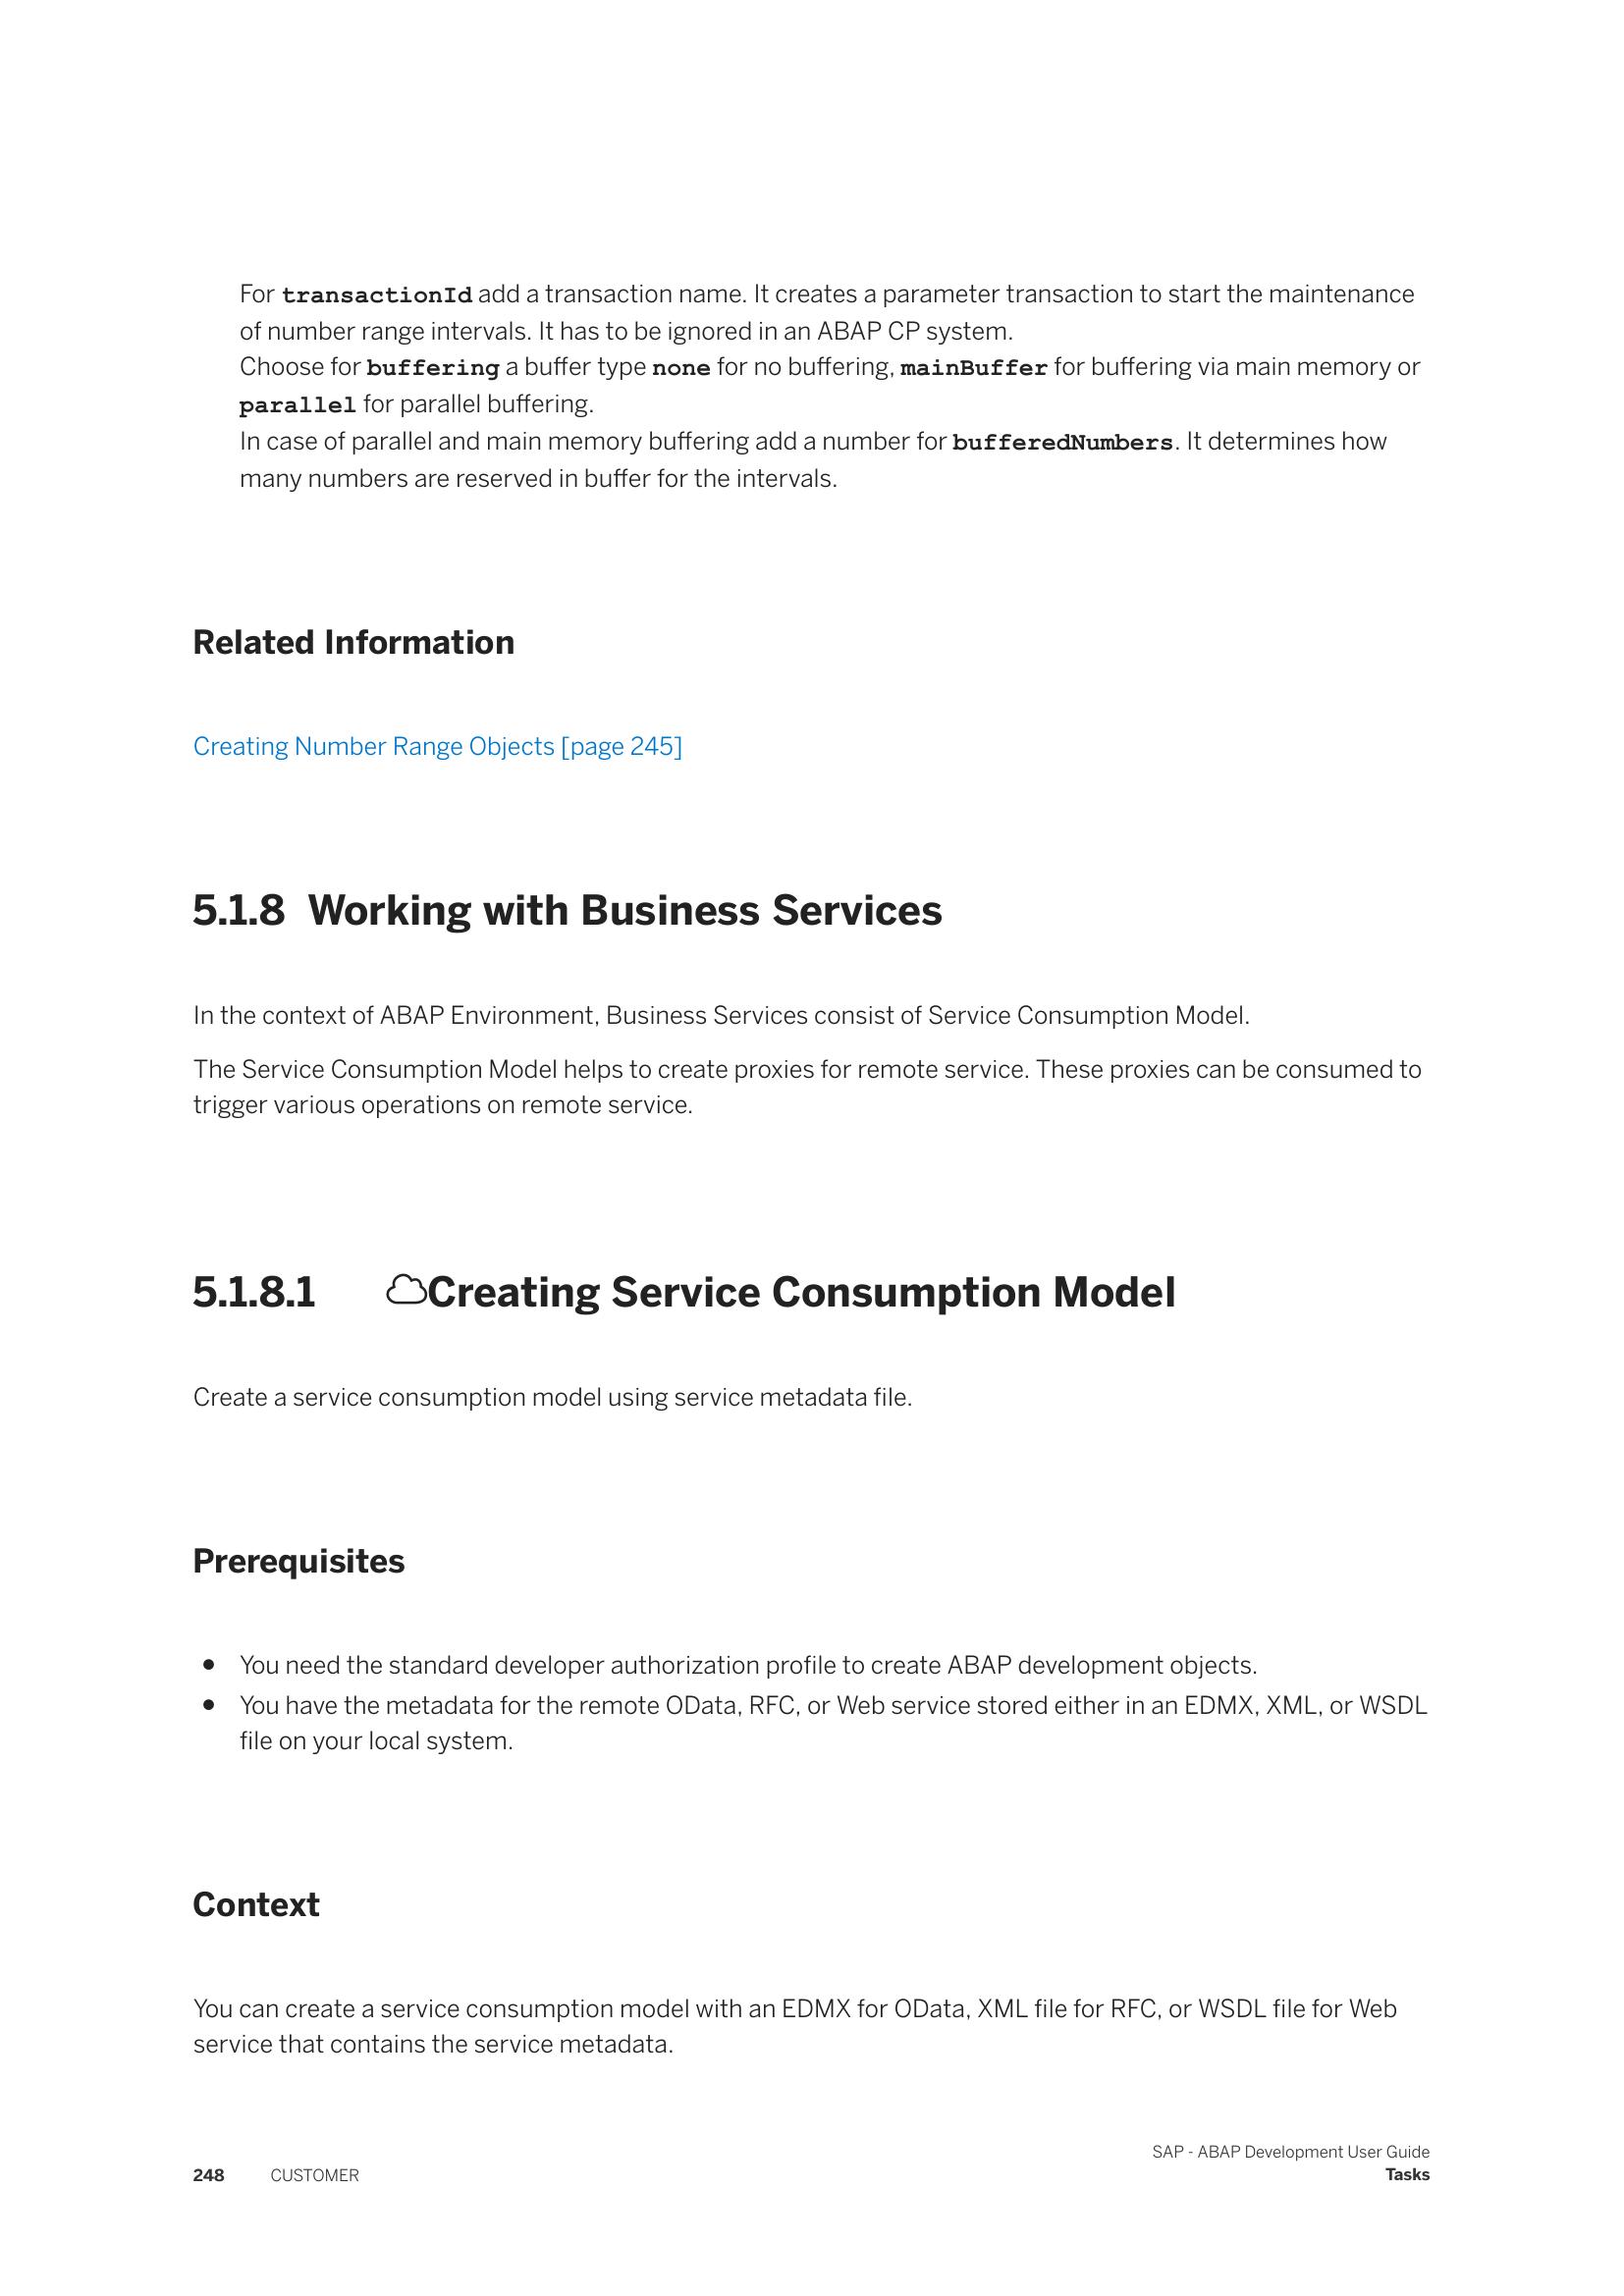 For transactionId add a transaction name. It creates a parameter transaction to start the maintenance
of number range intervals. It has to be ignored in an ABAP CP system.
Choose for buffering a buffer type none for no buffering, mainBuffer for buffering via main memory or
parallel for parallel buffering.
In case of parallel and main memory buffering add a number for bufferedNumbers. It determines how
many numbers are reserved in buffer for the intervals.
Related Information
Creating Number Range Objects [page 245]
5.1.8 Working with Business Services
In the context of ABAP Environment, Business Services consist of Service Consumption Model.
The Service Consumption Model helps to create proxies for remote service. These proxies can be consumed to
trigger various operations on remote service.
5.1.8.1 Creating Service Consumption Model
Create a service consumption model using service metadata file.
Prerequisites
• You need the standard developer authorization profile to create ABAP development objects.
• You have the metadata for the remote OData, RFC, or Web service stored either in an EDMX, XML, or WSDL
file on your local system.
Context
You can create a service consumption model with an EDMX for OData, XML file for RFC, or WSDL file for Web
service that contains the service metadata.
SAP - ABAP Development User Guide
248 CUSTOMER Tasks